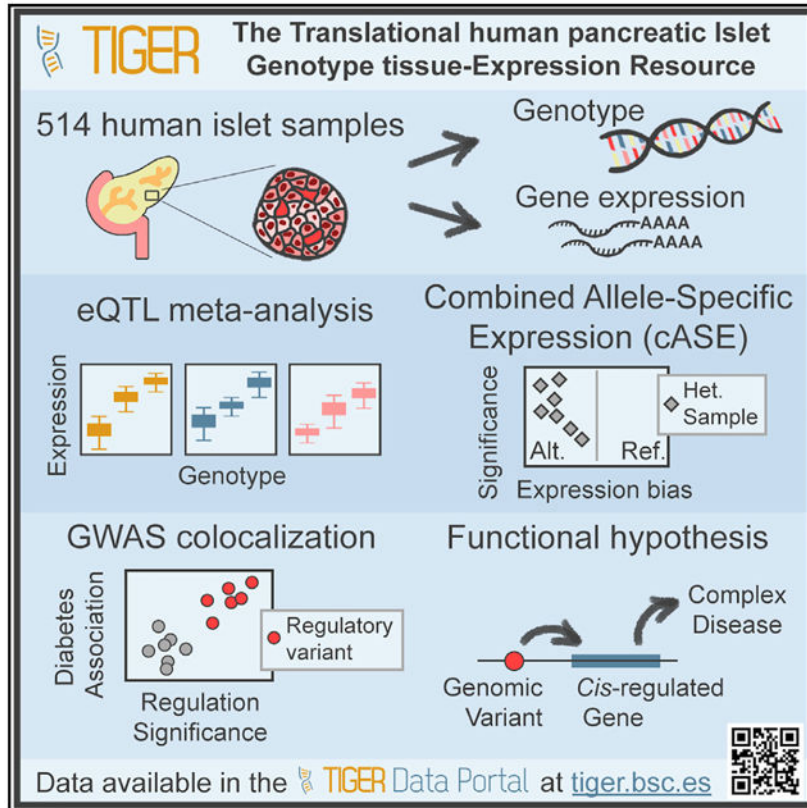 TIGER
The Translational human pancreatic Islet
Genotype tissue-Expression Resource
514 human islet samples
Genotype
Gene expression
AAAA
AAAA
eQTL meta-analysis
Expression
Genotype
Combined Allele-Specific
Expression (cASE)
Significance
Alt.
Ref.
Het.
Sample
Expression bias
GWAS colocalization
Diabetes
Association
Regulatory
variant
Regulation
Significance
Functional hypothesis
Complex
Disease
Genomic
Variant
Cis-regulated
Gene
Data available in the TIGER Data Portal at tiger.bsc.es